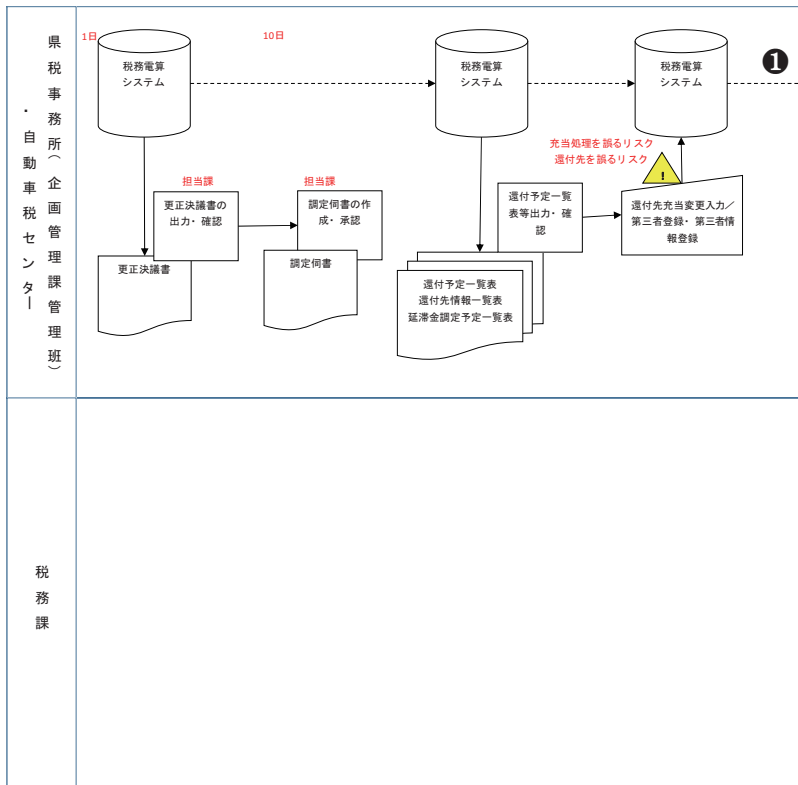 県税事務所（企画管理課管理班）
・自動車税センター
1日
10日
税務電算
システム
税務電算
システム
税務電算
システム
❶
充当処理を誤るリスク
還付先を誤るリスク
!
担当課
担当課
更正決議書の
出力・確認
調定伺書の作
成・承認
還付予定一覧
表等出力・確
認
還付先充当変更入力／
第三者登録・第三者情
報登録
更正決議書
調定伺書
還付予定一覧表
還付先情報一覧表
延滞金調定予定一覧表
税務課